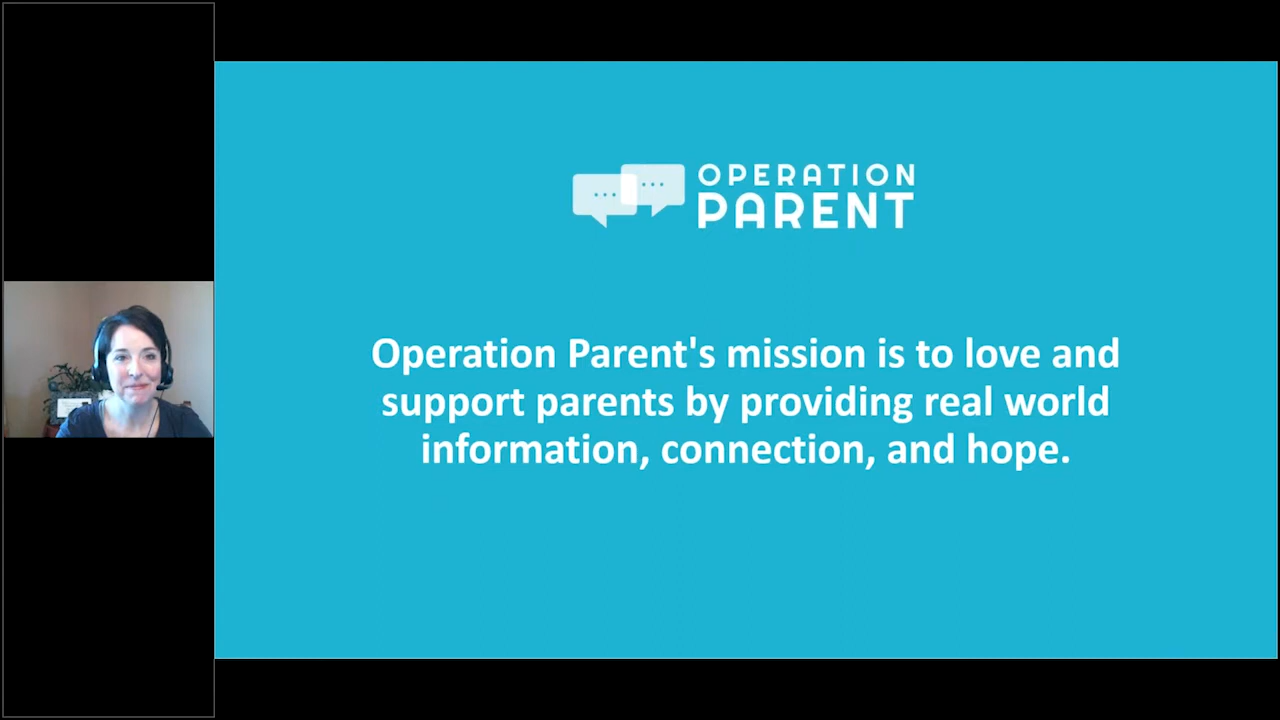 OPERATION
PARENT
Operation Parent's mission is to love and
support parents by providing real world
information, connection, and hope.